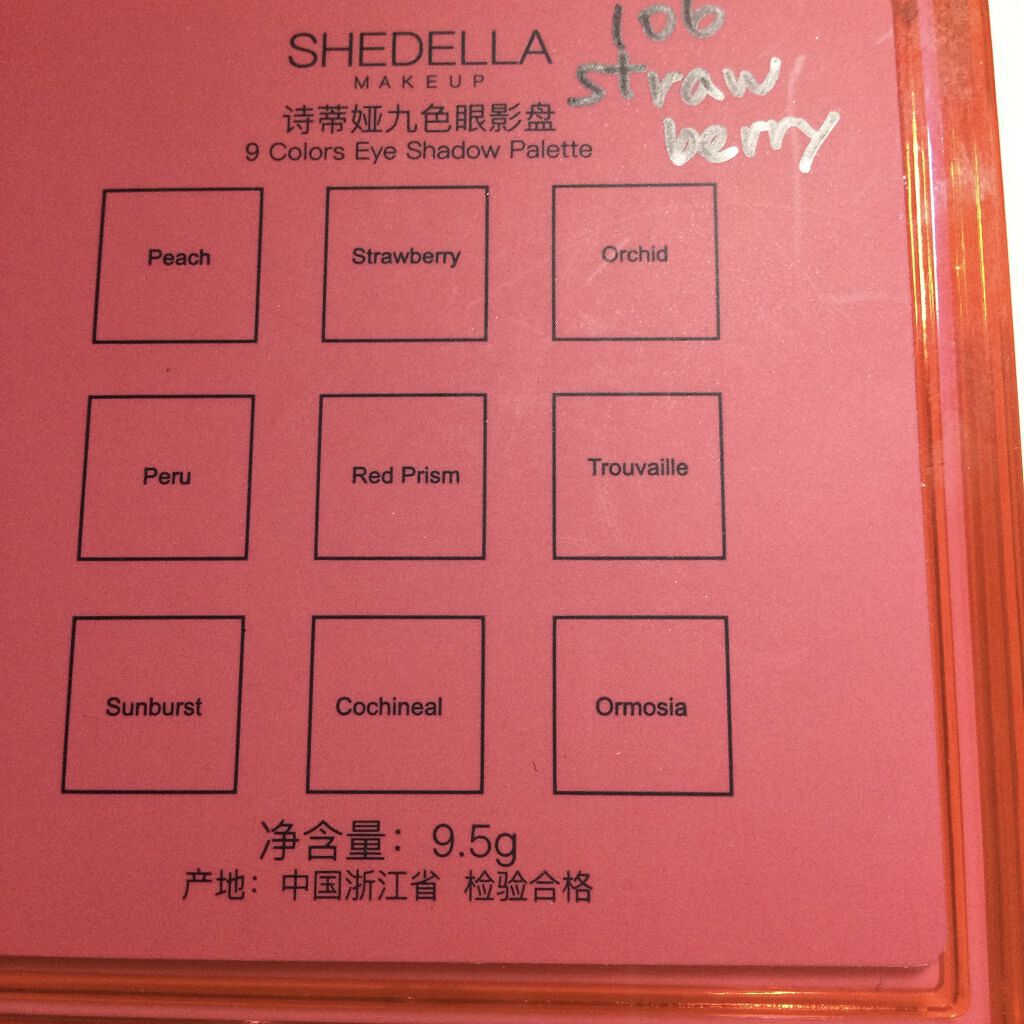 106
straw
berry
SHEDELLA
MAKEUP
诗蒂娅九色眼影盘
9 Colors Eye Shadow Palette
Peach Strawberry Orchid
Peru Red Prism Trouvaille
Sunburst Cochineal Ormosia
净含量：9.5g
产地：中国浙江省 检验合格